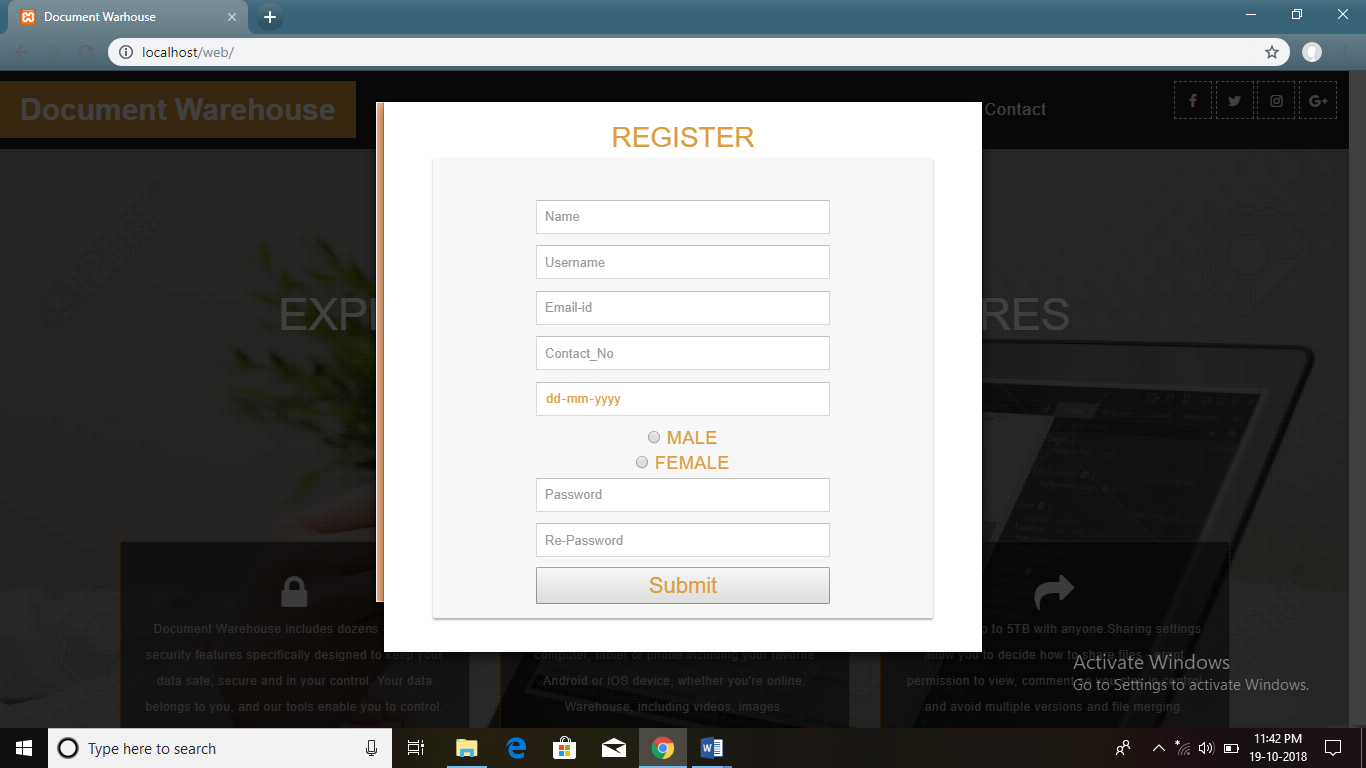 Document Warhouse
localhost/web/
Document Warehouse
Contact
REGISTER
Name
Username
Email-id
Contact_No
dd-mm-yyyy
MALE
FEMALE
Password
Re-Password
Submit
EXP
RES
Document Warehouse includes dozens
security features specifically designed to keep your
data safe, secure and in your control. Your data
belongs to you, and our tools enable you to control.
computer, tablet or phone including your favorite
Android or iOS device, whether you're online.
Warehouse, including videos, images.
to 5TB with anyone.Sharing settings
allow you to decide how to share files - grant
permission to view, comment
and avoid multiple versions and file merging.
Activate Windows
Go to Settings to activate Windows.
Type here to search
11:42 PM
19-10-2018